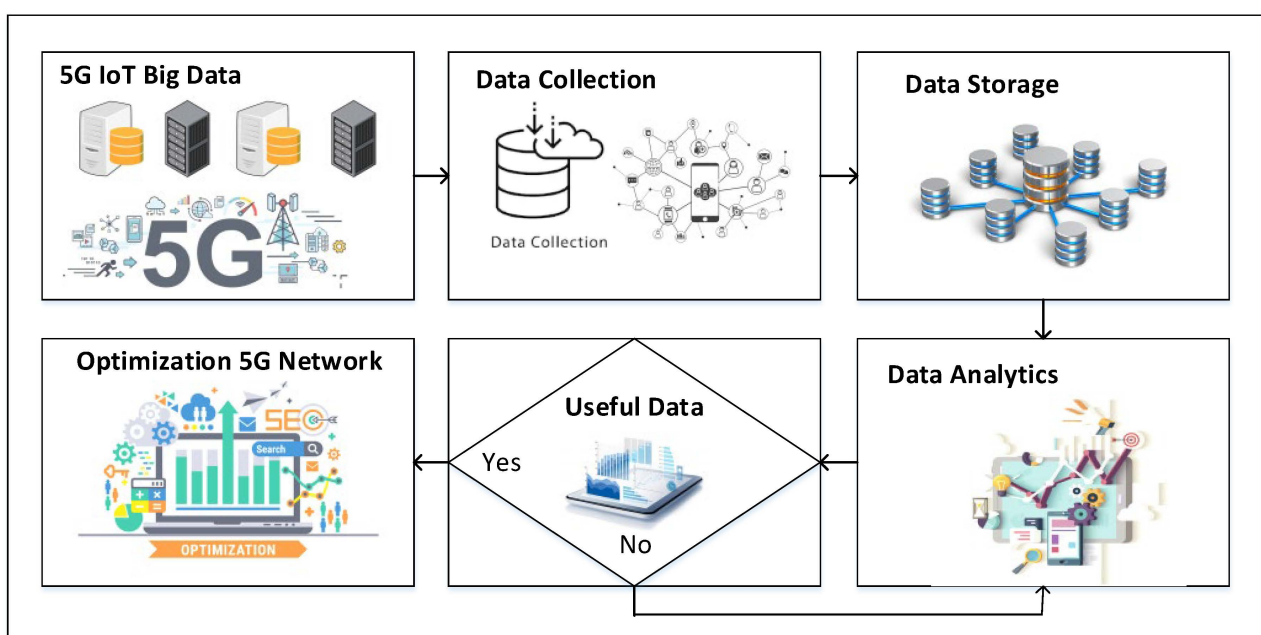 5G IoT Big Data
5G
Data Collection
Data Collection
Data Storage
Optimization 5G Network
SEO
Search
OPTIMIZATION
Useful Data
Yes
No
Data Analytics